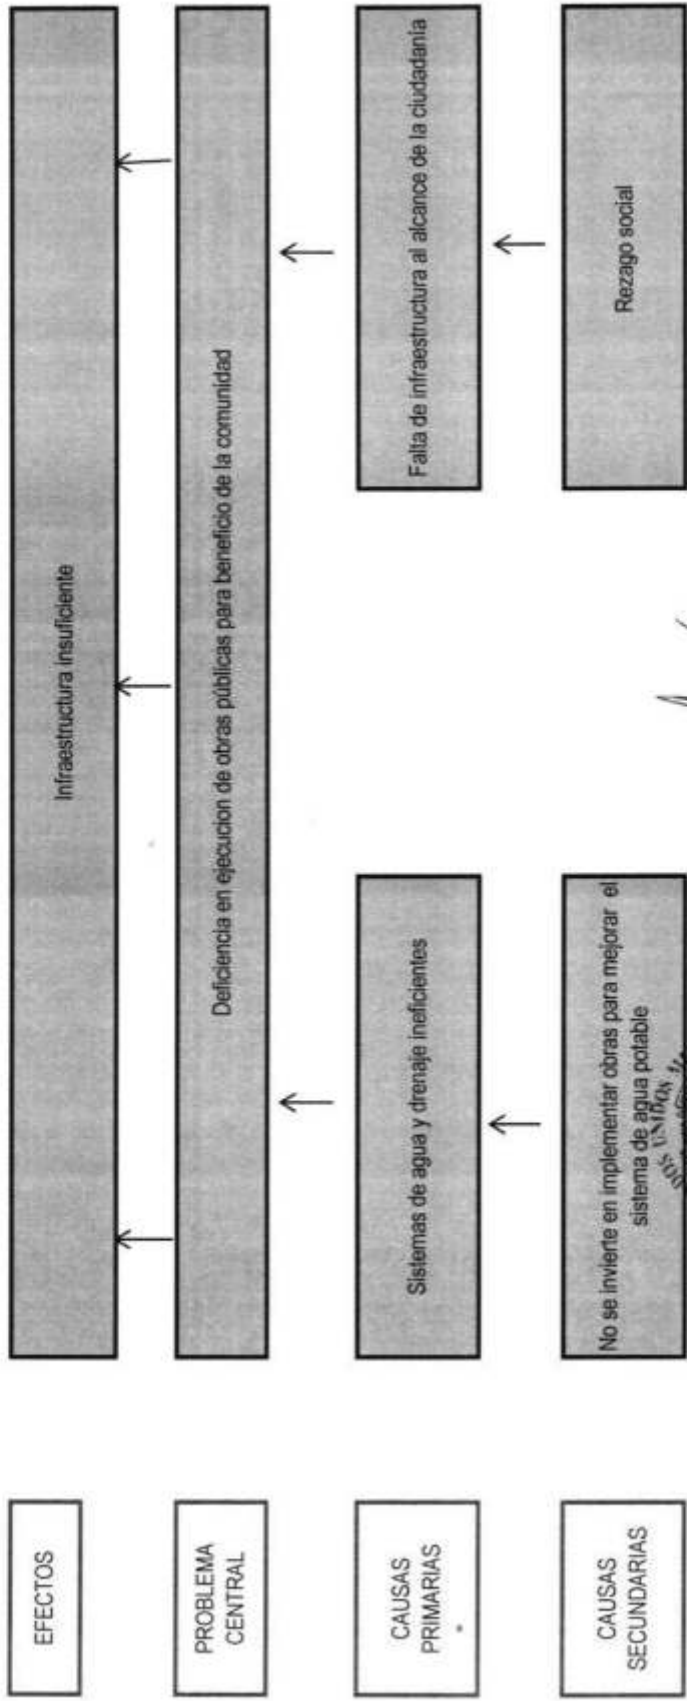 EFECTOS
Infraestructura insuficiente
PROBLEMA
CENTRAL
Deficiencia en ejecucion de obras públicas para beneficio de la comunidad
CAUSAS
PRIMARIAS
Sistemas de agua y drenaje ineficientes
Falta de infraestructura al alcance de la ciudadanía
CAUSAS
SECUNDARIAS
No se invierte en implementar obras para mejorar el
sistema de agua potable
Rezago social
DOS UNIDOS